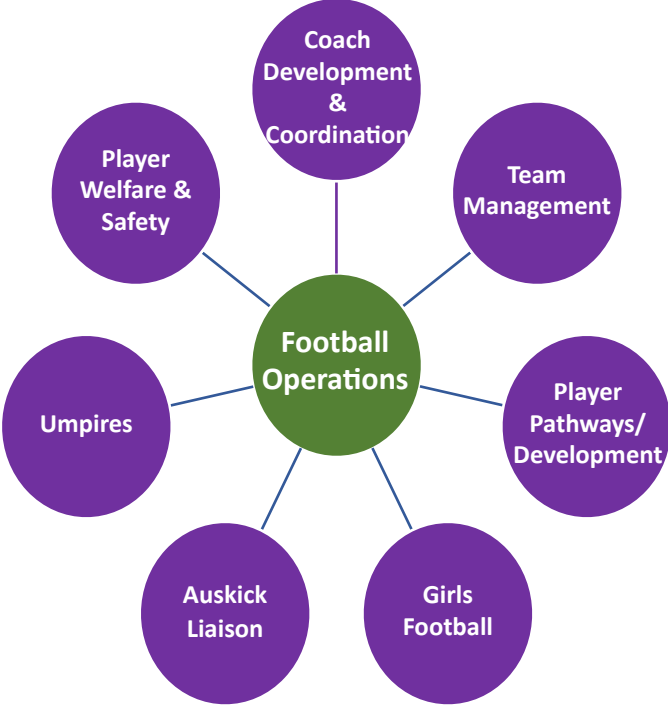 Coach
Development
&
Coordination
Team
Management
Player
Pathways/
Development
Girls
Football
Auskick
Liaison
Umpires
Player
Welfare &
Safety
Football
Operations